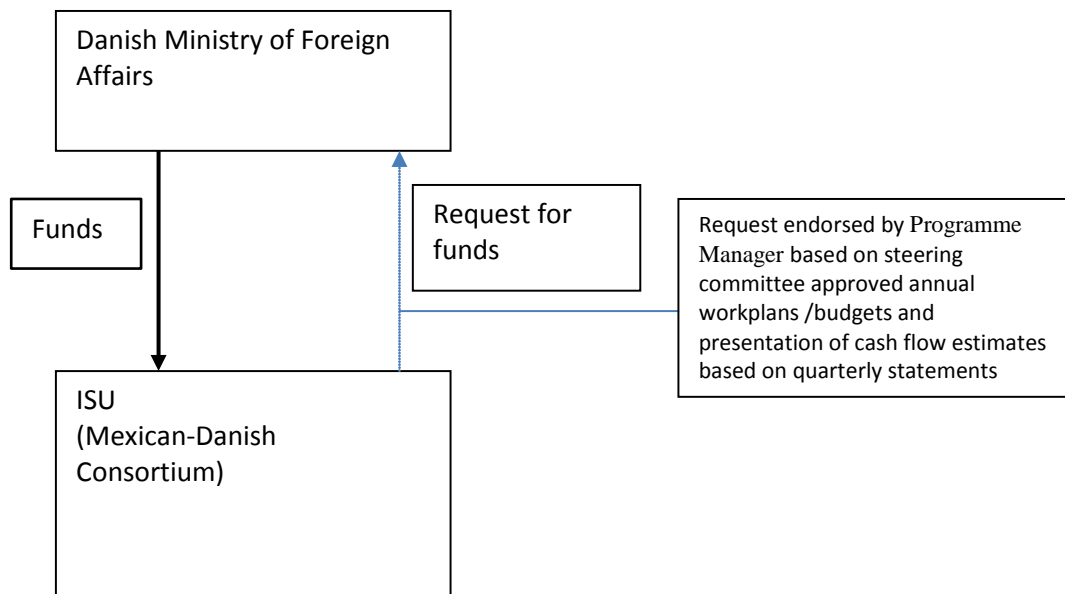 Danish Ministry of Foreign
Affairs
Funds
Request for
funds
Request endorsed by Programme
Manager based on steering
committee approved annual
workplans /budgets and
presentation of cash flow estimates
based on quarterly statements
ISU
(Mexican-Danish
Consortium)